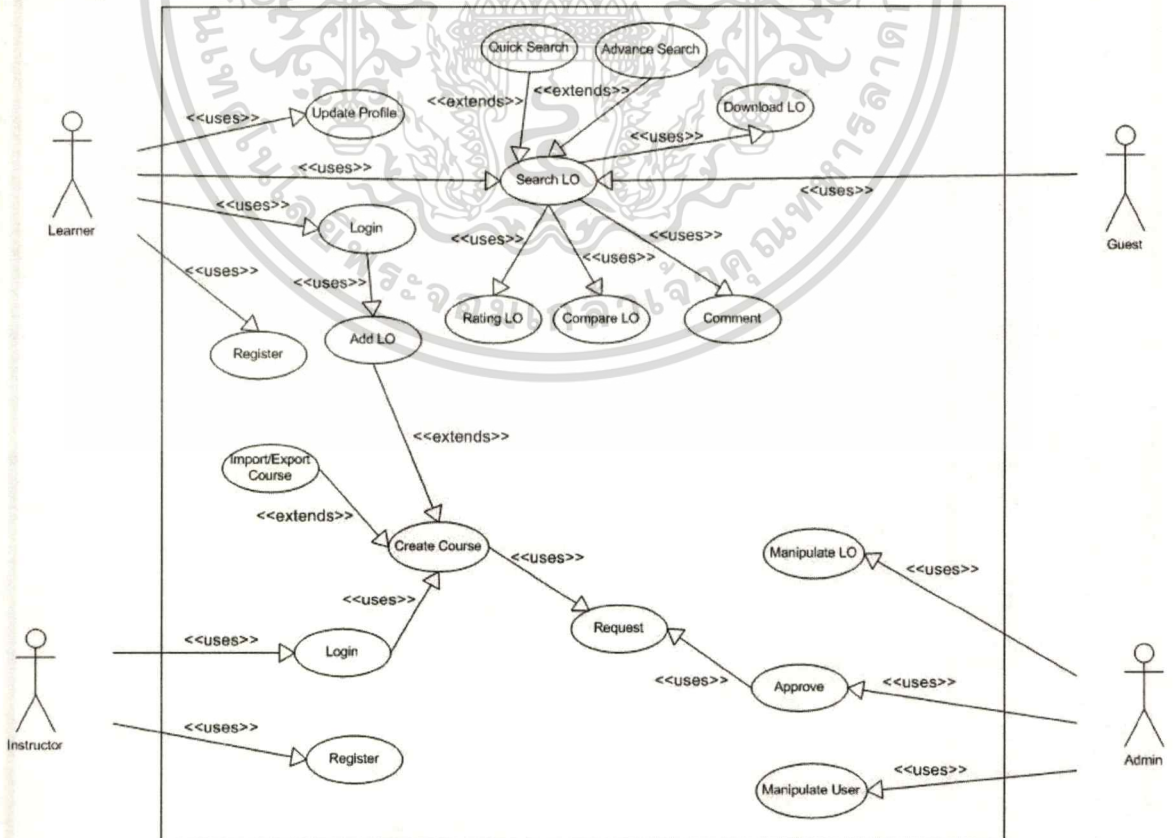 Quick Search
Advance Search
<<extends>>
<<extends>>
Download LO
<<uses>>
Update Profile
<<uses>>
<<uses>>
Search LO
<<uses>>
Learner
Guest
<<uses>>
Login
<<uses>>
<<uses>>
<<uses>>
<<uses>>
<<uses>>
Rating LO
Compare LO
Comment
Add LO
Register
<<extends>>
Import/Export
Course
<<extends>>
Create Course
<<uses>>
Manipulate LO
<<uses>>
<<uses>>
Request
<<uses>>
Login
<<uses>>
Approve
<<uses>>
Instructor
<<uses>>
Register
Admin
<<uses>>
Manipulate User